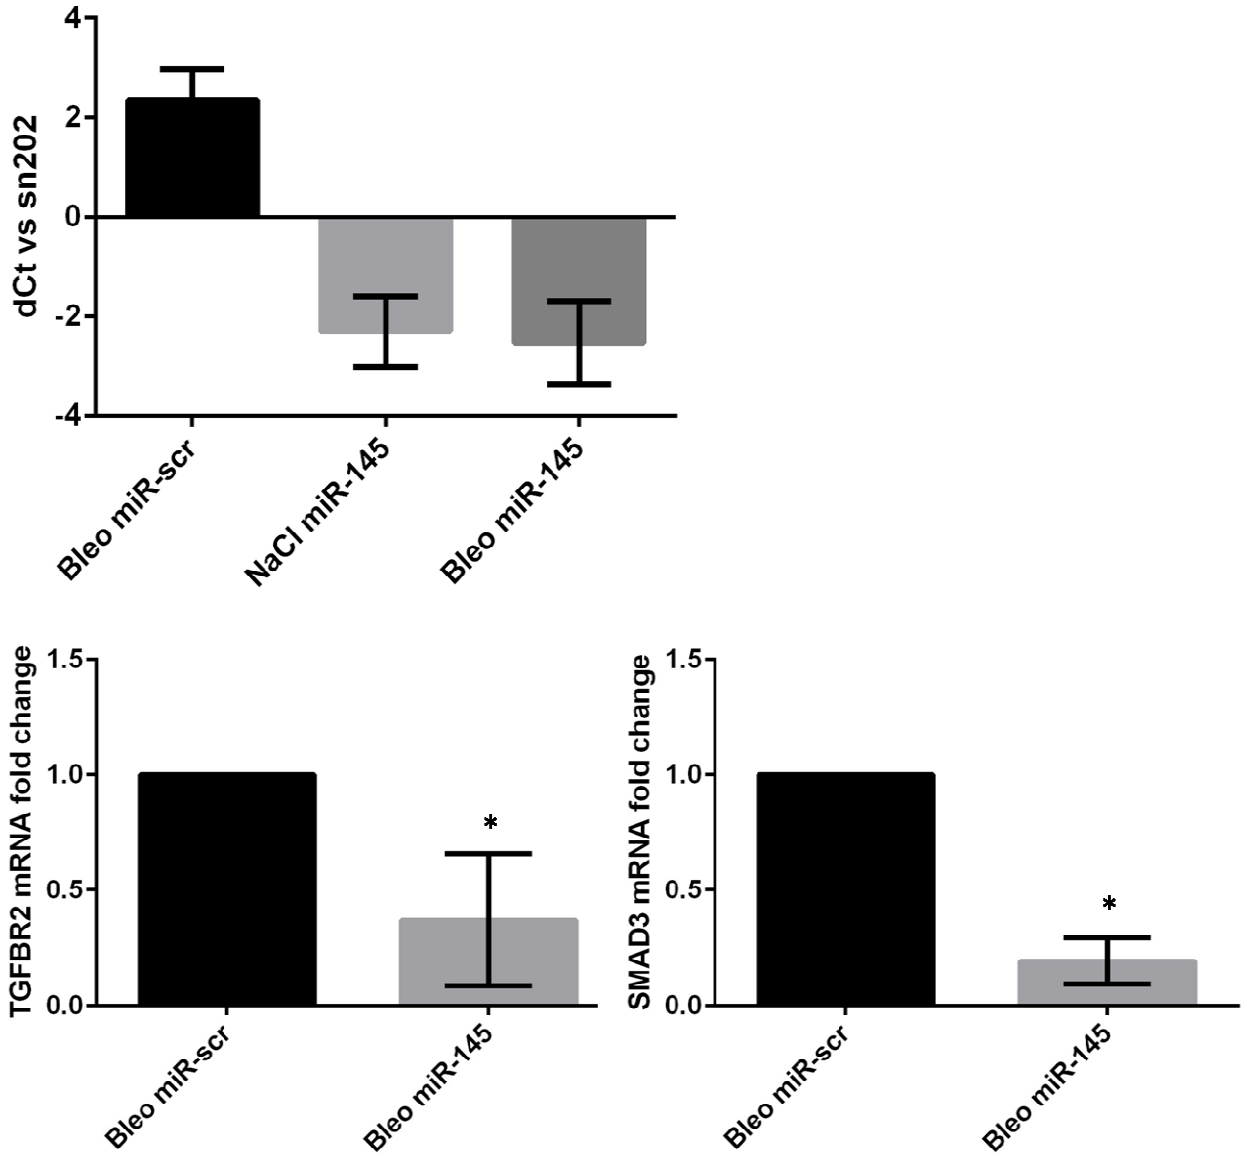 dCt vs sn202
4
2
0
-2
-4
Bleo miR-scr
NaCl miR-145
Bleo miR-145
TGFBR2 mRNA fold change
1.5
1.0
0.5
0.0
*
Bleo miR-scr
Bleo miR-145
SMAD3 mRNA fold change
1.5
1.0
0.5
0.0
*
Bleo miR-scr
Bleo miR-145